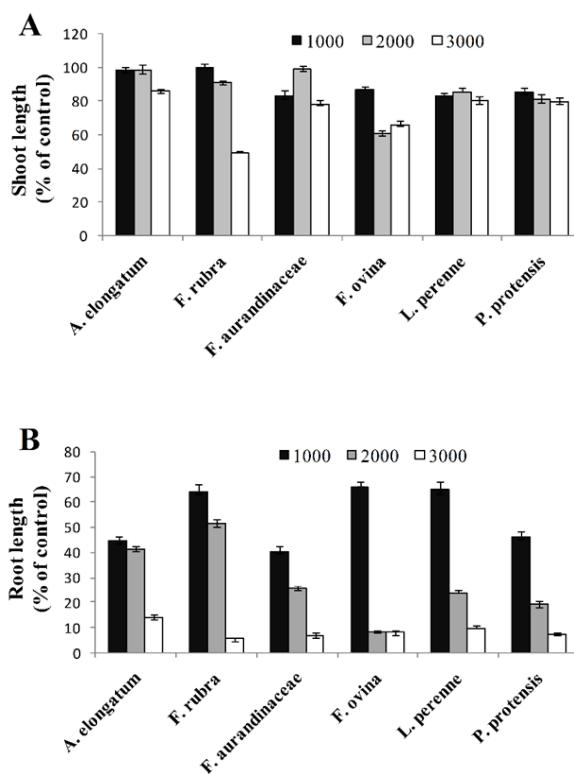 A
Shoot length
(% of control)
120
100
80
60
40
20
0
1000 2000 3000
A. elongatum
F. rubra
F. aurandinaceae
F. ovina
L. perenne
P. protensis
B
Root length
(% of control)
80
70
60
50
40
30
20
10
0
1000 2000 3000
A. elongatum
F. rubra
F. aurandinaceae
F. ovina
L. perenne
P. protensis